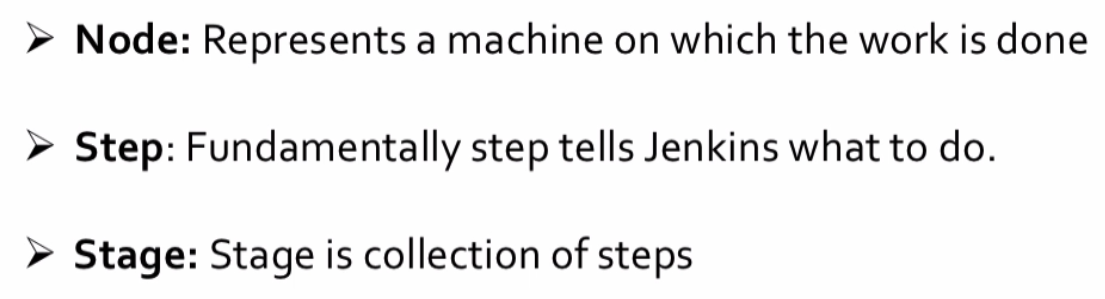 ➤ Node: Represents a machine on which the work is done
➤ Step: Fundamentally step tells Jenkins what to do.
➤ Stage: Stage is collection of steps